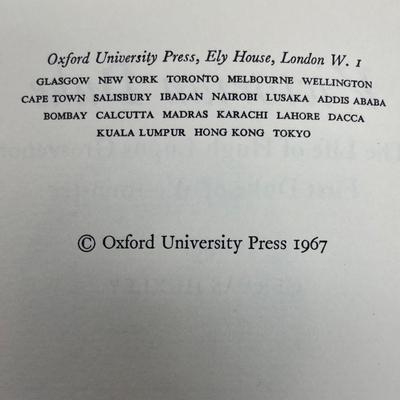 Oxford University Press, Ely House, London W. 1
GLASGOW NEW YORK TORONTO MELBOURNE WELLINGTON
CAPE TOWN SALISBURY IBADAN NAIROBI LUSAKA ADDIS ABABA
BOMBAY CALCUTTA MADRAS KARACHI LAHORE DACCA
KUALA LUMPUR HONG KONG TOKYO
© Oxford University Press 1967